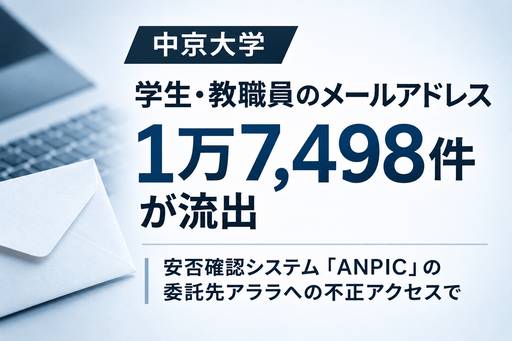 中京大学
学生・教職員のメールアドレス
1万7,498件
が流出
安否確認システム「ANPIC」の
委託先アララへの不正アクセスで